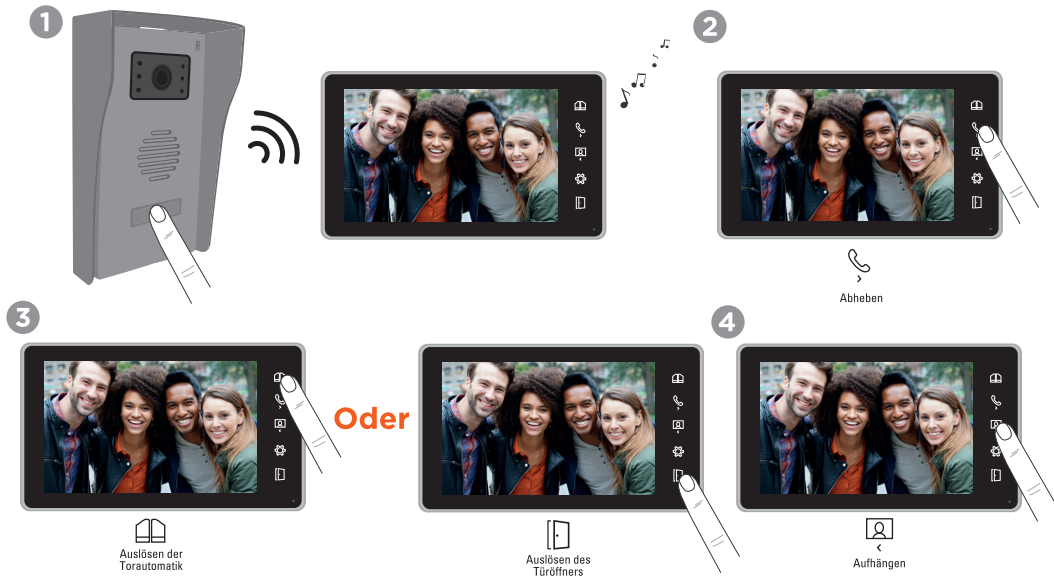 1
2
Abheben
3
Oder
4
Auslösen der
Torautomatik
Auslösen des
Türöffners
Aufhängen